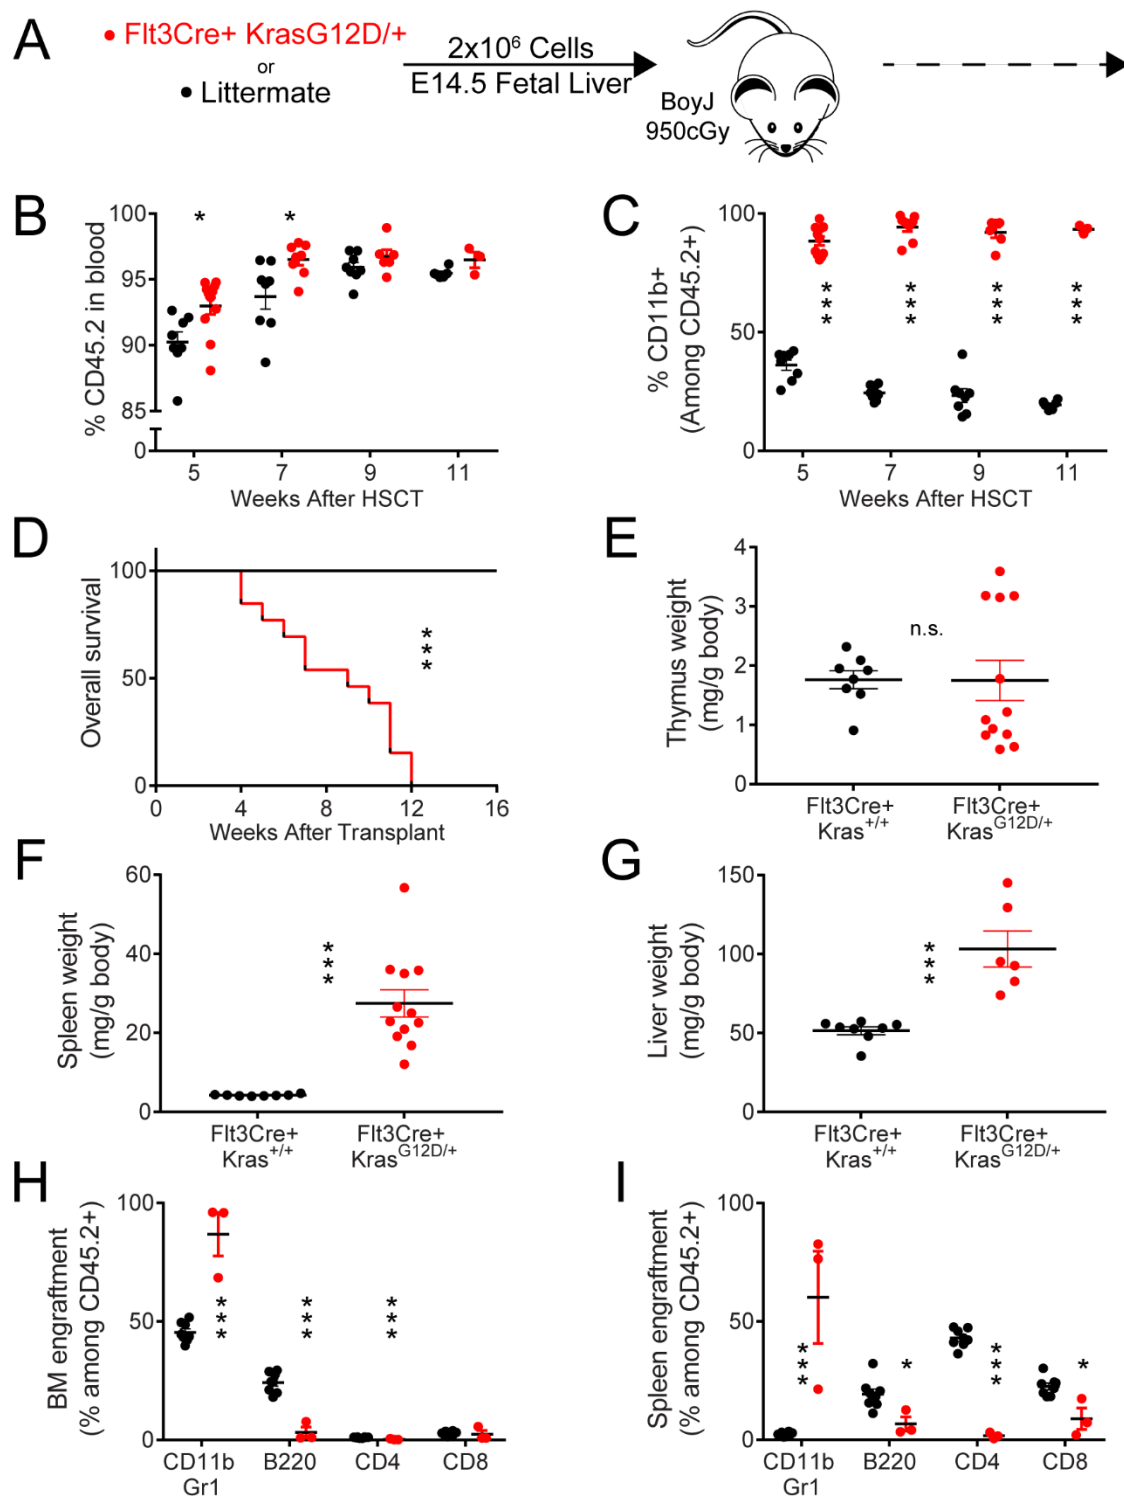 A
Flt3Cre+ KrasG12D/+
or
Littermate
2x10⁶ Cells
E14.5 Fetal Liver
BoyJ
950cGy
B
% CD45.2 in blood
100
95
90
85
0
*
*
5 7 9 11
Weeks After HSCT
C
% CD11b+
(Among CD45.2+)
100
50
0
***
***
***
***
5 7 9 11
Weeks After HSCT
D
Overall survival
100
50
0
***
0 4 8 12 16
Weeks After Transplant
E
Thymus weight
(mg/g body)
4
3
2
1
0
n.s.
Flt3Cre+ Flt3Cre+
Kras⁺/⁺ Krasᴳ¹²ᴰ/⁺
F
Spleen weight
(mg/g body)
60
40
20
0
***
Flt3Cre+ Flt3Cre+
Kras⁺/⁺ Krasᴳ¹²ᴰ/⁺
G
Liver weight
(mg/g body)
150
100
50
0
***
Flt3Cre+ Flt3Cre+
Kras⁺/⁺ Krasᴳ¹²ᴰ/⁺
H
BM engraftment
(% among CD45.2+)
100
50
0
***
***
***
CD11b B220 CD4 CD8
Gr1
I
Spleen engraftment
(% among CD45.2+)
100
50
0
***
*
***
*
CD11b B220 CD4 CD8
Gr1